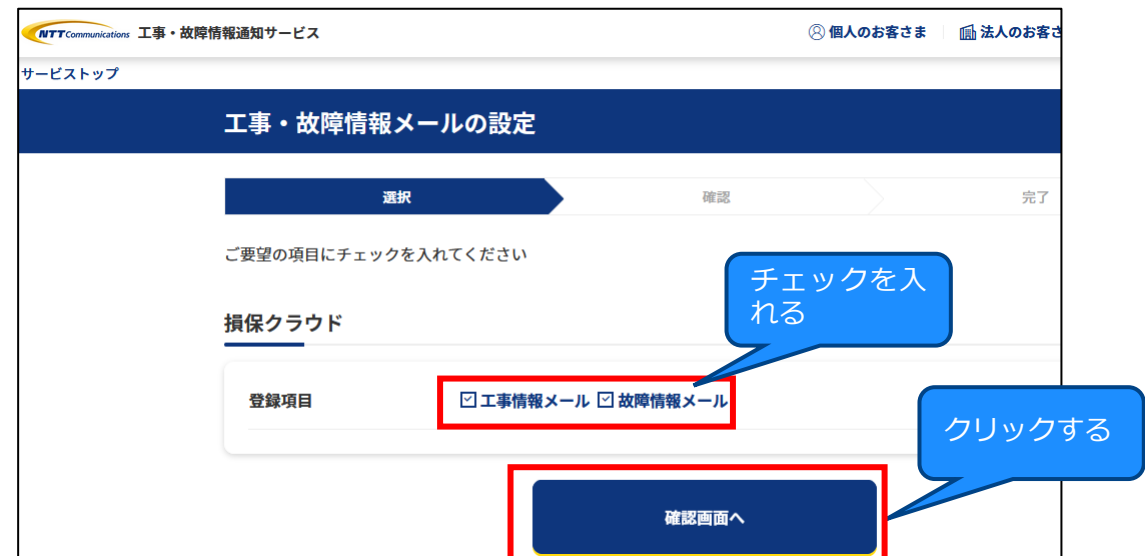 NTT Communications 工事・故障情報通知サービス
個人のお客さま
法人のお客さ
サービストップ
工事・故障情報メールの設定
選択
確認
完了
ご要望の項目にチェックを入れてください
チェックを入
れる
損保クラウド
登録項目
工事情報メール
故障情報メール
クリックする
確認画面へ